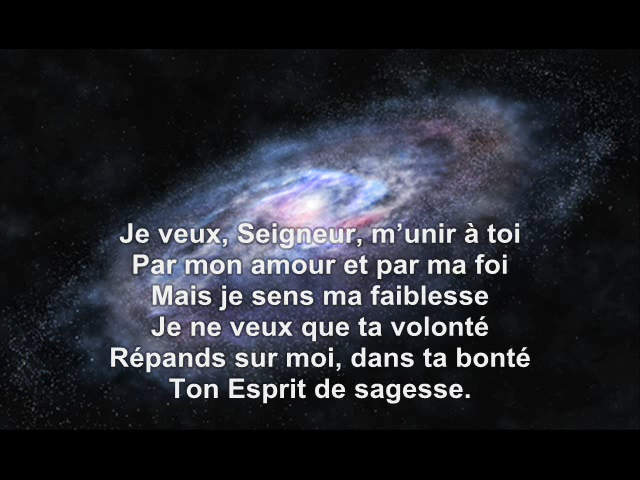 Je veux, Seigneur, m’unir à toi
Par mon amour et par ma foi
Mais je sens ma faiblesse
Je ne veux que ta volonté
Répands sur moi, dans ta bonté
Ton Esprit de sagesse.